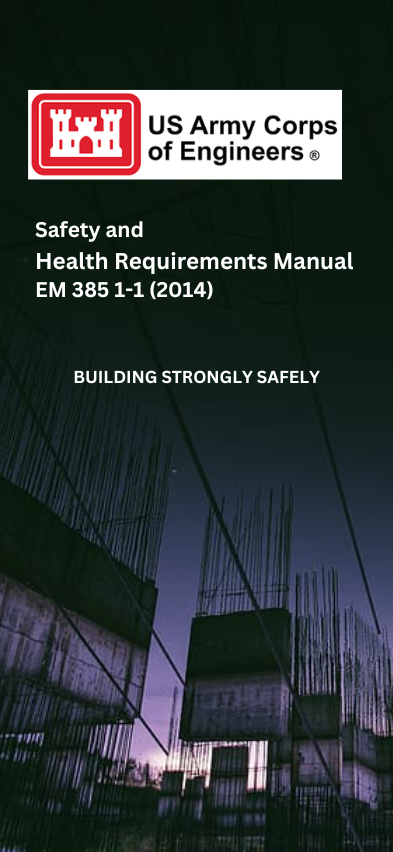 US Army Corps
of Engineers ®
Safety and
Health Requirements Manual
EM 385 1-1 (2014)
BUILDING STRONGLY SAFELY